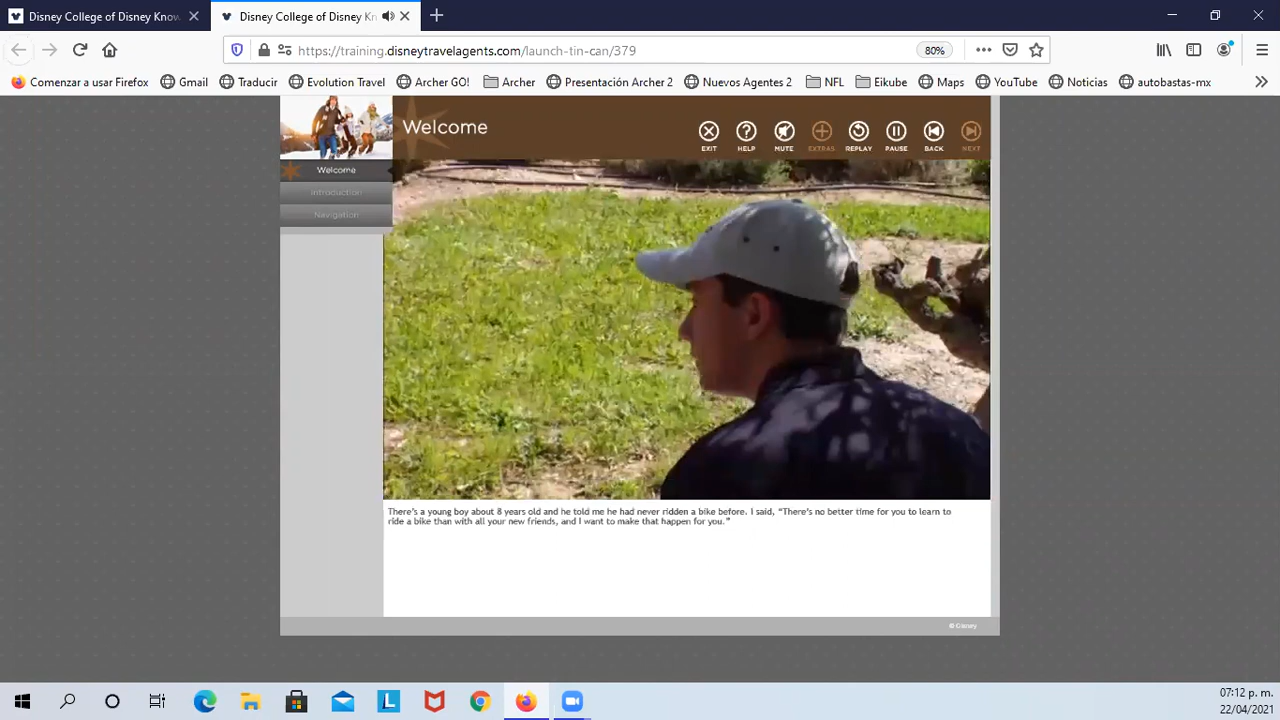 Disney College of Disney Know
Disney College of Disney Kn
https://training.disneytravelagents.com/launch-tin-can/379
80%
Comenzar a usar Firefox
Gmail
Traducir
Evolution Travel
Archer GO!
Archer
Presentación Archer 2
Nuevos Agentes 2
NFL
Eikube
Maps
YouTube
Noticias
autobastas-mx
Welcome
EXIT
HELP
MUTE
EXTRAS
REPLAY
PAUSE
BACK
NEXT
Welcome
Introduction
Navigation
There's a young boy about 8 years old and he told me he had never ridden a bike before. I said, "There's no better time for you to learn to
ride a bike than with all your new friends, and I want to make that happen for you."
© Disney
L
07:12 p. m.
22/04/2021